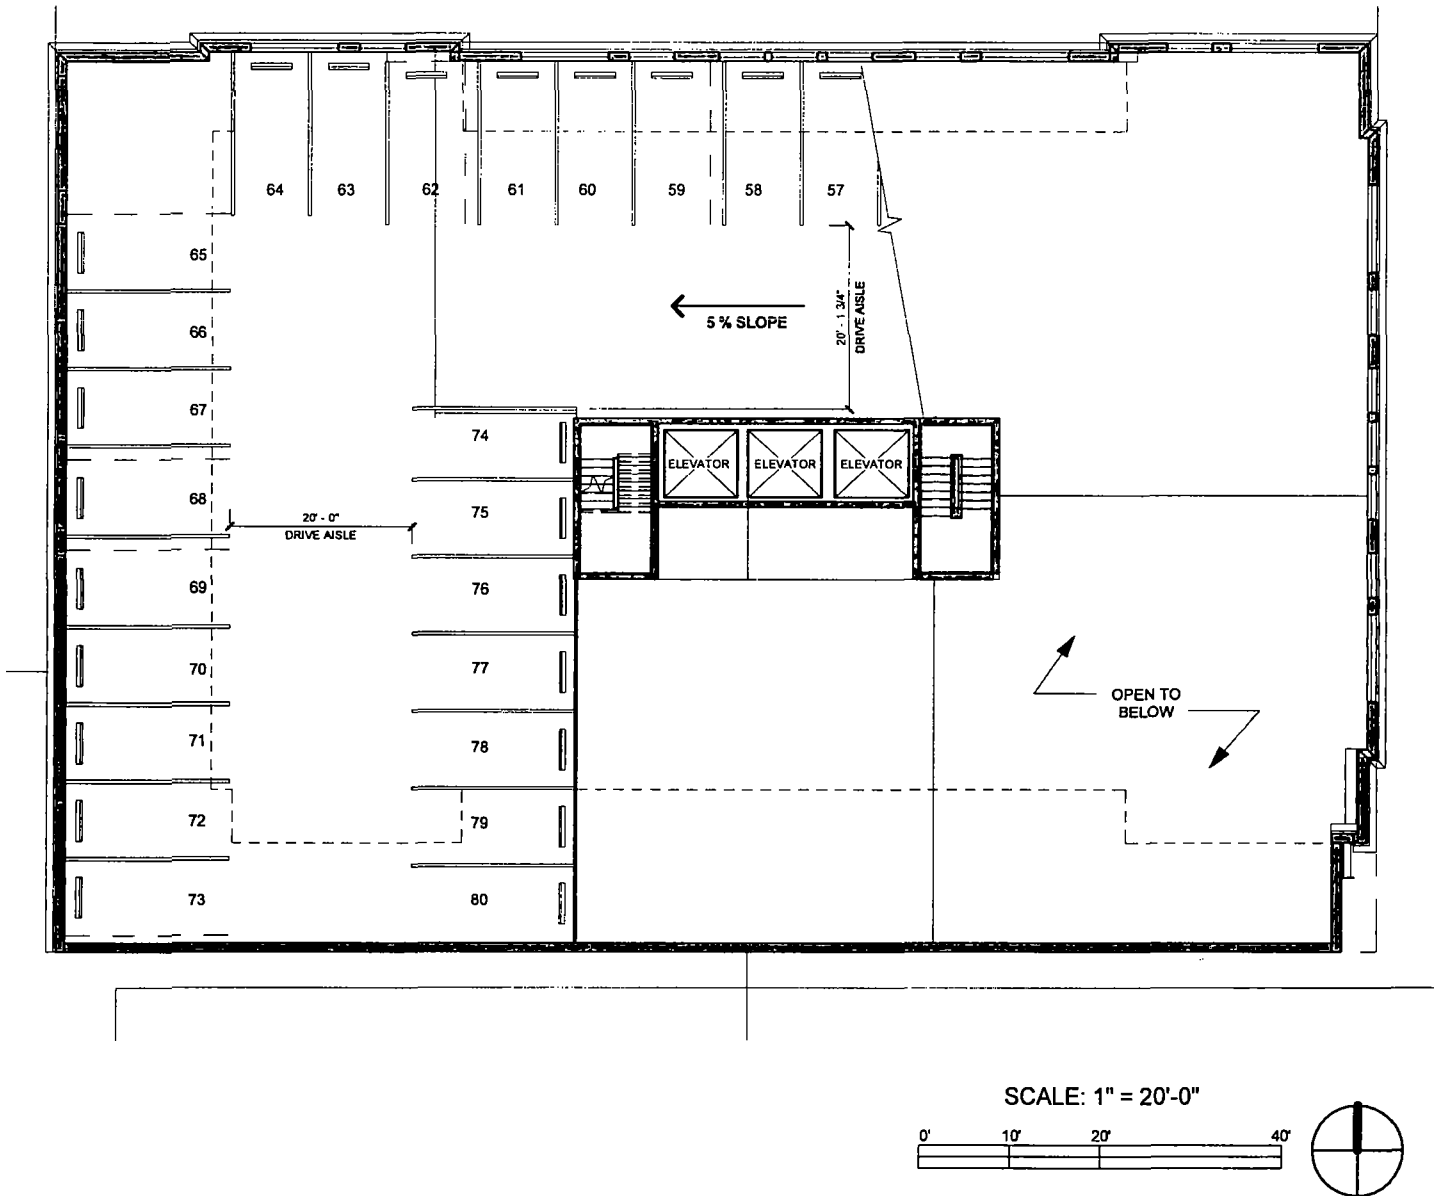 64 63 62 61 60 59 58 57
65
66
67
68
69
70
71
72
73
5 % SLOPE
20' - 1 3/4"
DRIVE AISLE
20' - 0"
DRIVE AISLE
74
75
76
77
78
79
80
ELEVATOR ELEVATOR ELEVATOR
OPEN TO
BELOW
SCALE: 1" = 20'-0"
0' 10' 20' 40'